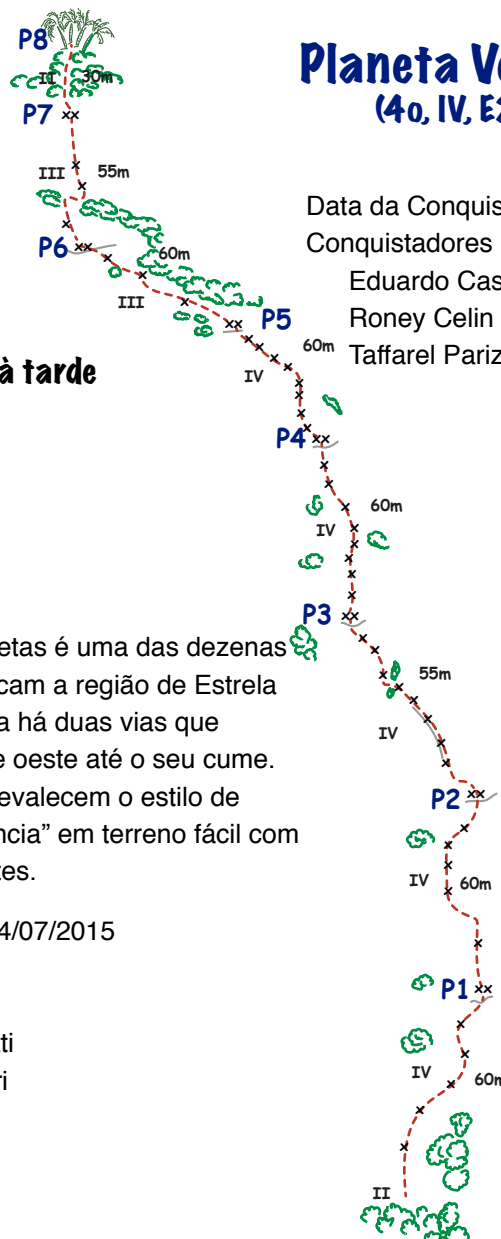 Planeta Ve
(4o, IV, E2
Data da Conquis
Conquistadores
Eduardo Cas
Roney Celin
Taffarel Pariz
à tarde
etas é uma das dezenas
cam a região de Estrela
a há duas vias que
e oeste até o seu cume.
evalecem o estilo de
ncia” em terreno fácil com
tes.
4/07/2015
ti
ri
P8
II
30m
P7
III
55m
P6
60m
III
P5
60m
IV
P4
60m
IV
P3
55m
IV
P2
IV
60m
P1
IV
60m
II